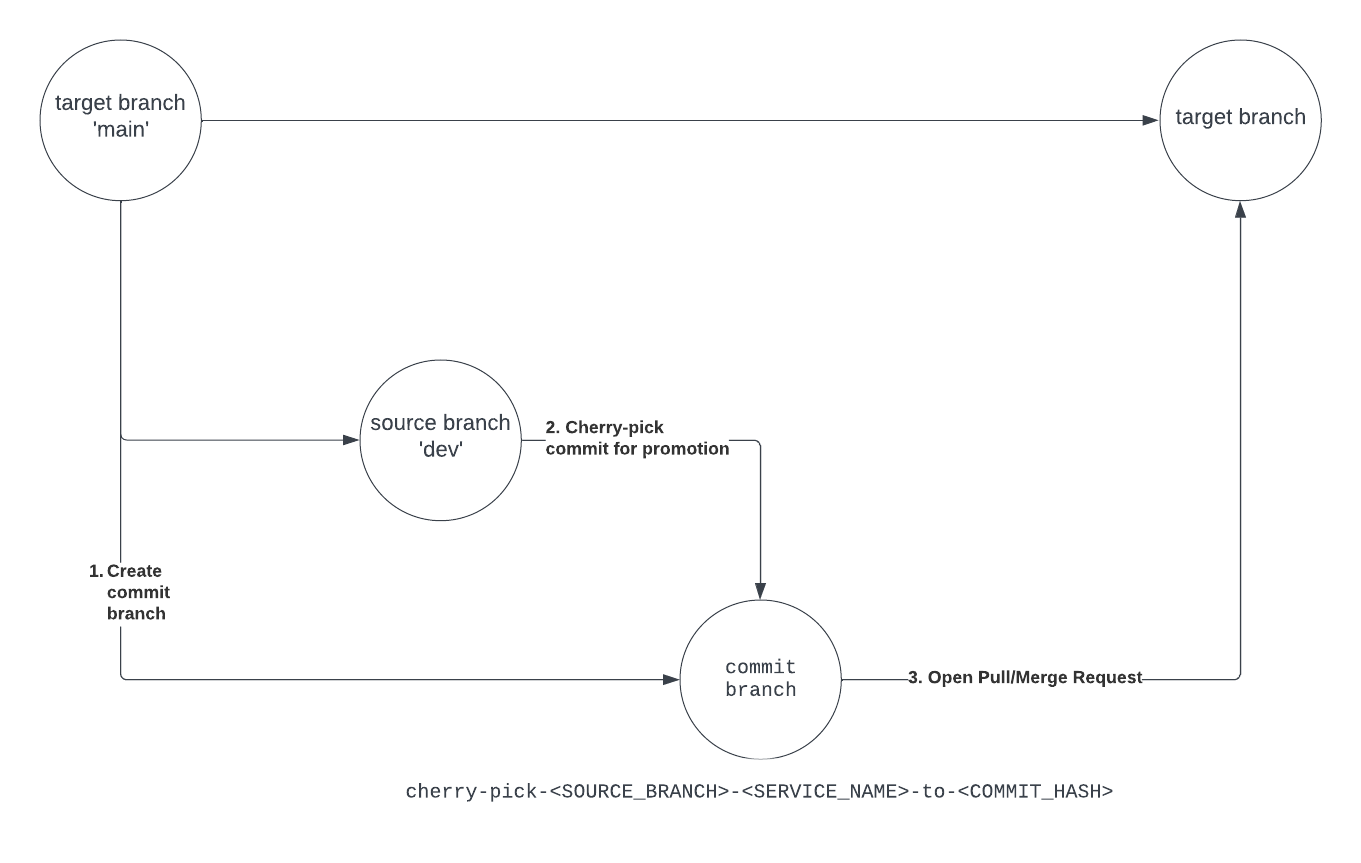 target branch
'main'
target branch
source branch
'dev'
2. Cherry-pick
commit for promotion
1. Create
commit
branch
commit
branch
3. Open Pull/Merge Request
cherry-pick-<SOURCE_BRANCH>-<SERVICE_NAME>-to-<COMMIT_HASH>